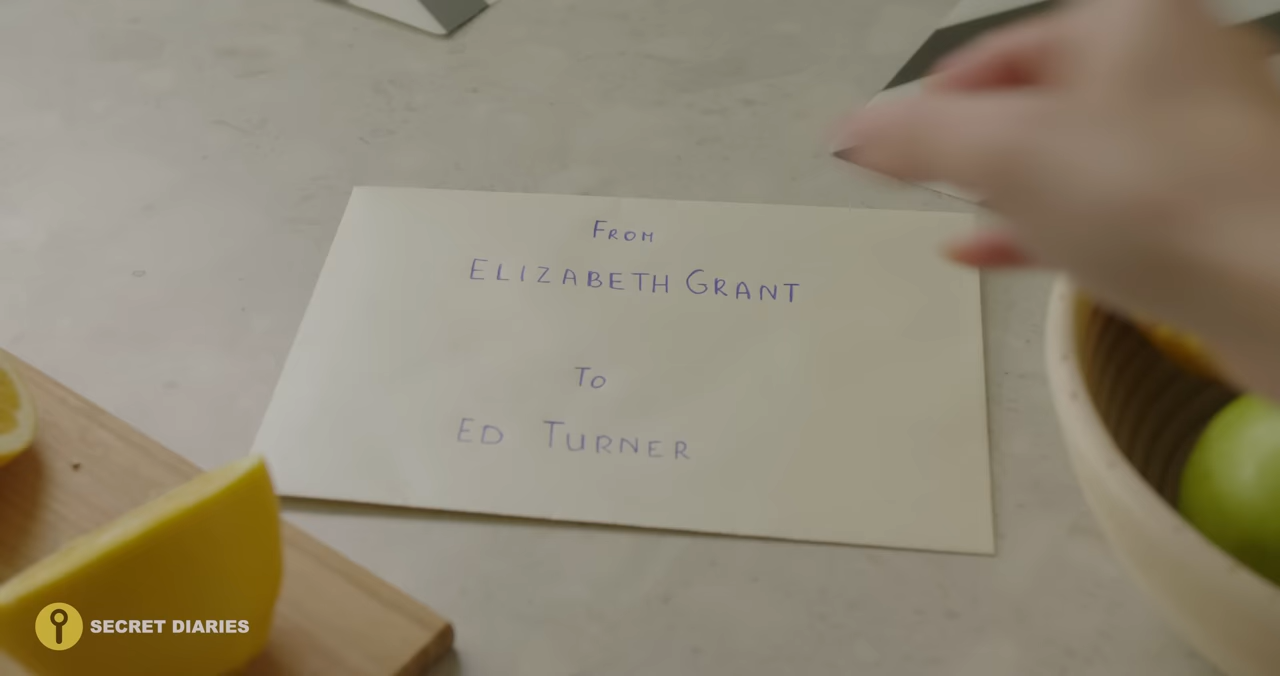 FROM
ELIZABETH GRANT
TO
ED TURNER
SECRET DIARIES